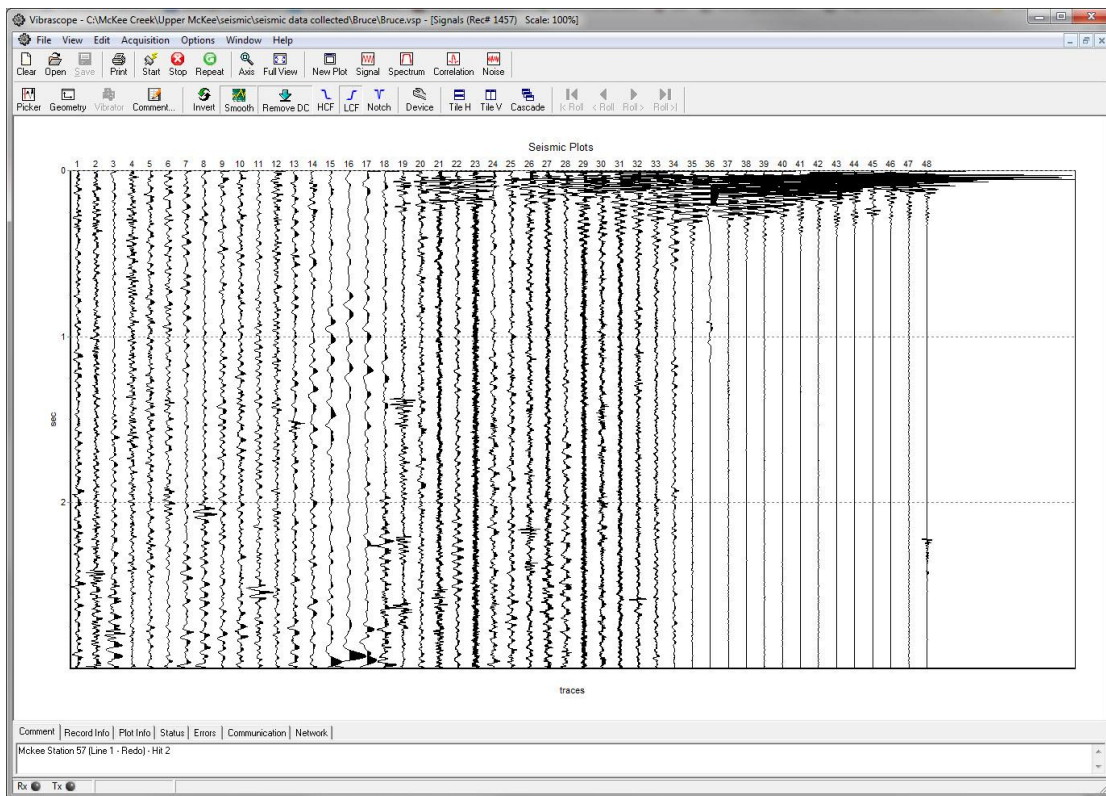 Vibrascope - C:\McKee Creek\Upper McKee\seismic\seismic data collected\Bruce\Bruce.vsp - [Signals (Rec# 1457) Scale: 100%]
File View Edit Acquisition Options Window Help
Clear Open Save Print Start Stop Repeat Axis Full View New Plot Signal Spectrum Correlation Noise
Picker Geometry Vibrator Comment... Invert Smooth Remove DC HCF LCF Notch Device Tile H Tile V Cascade |< Roll < Roll Roll > Roll >|
Seismic Plots
1 2 3 4 5 6 7 8 9 10 11 12 13 14 15 16 17 18 19 20 21 22 23 24 25 26 27 28 29 30 31 32 33 34 35 36 37 38 39 40 41 42 43 44 45 46 47 48
0
1
sec
2
traces
Comment Record Info Plot Info Status Errors Communication Network
Mckee Station 57 (Line 1 - Redo) - Hit 2
Rx Tx